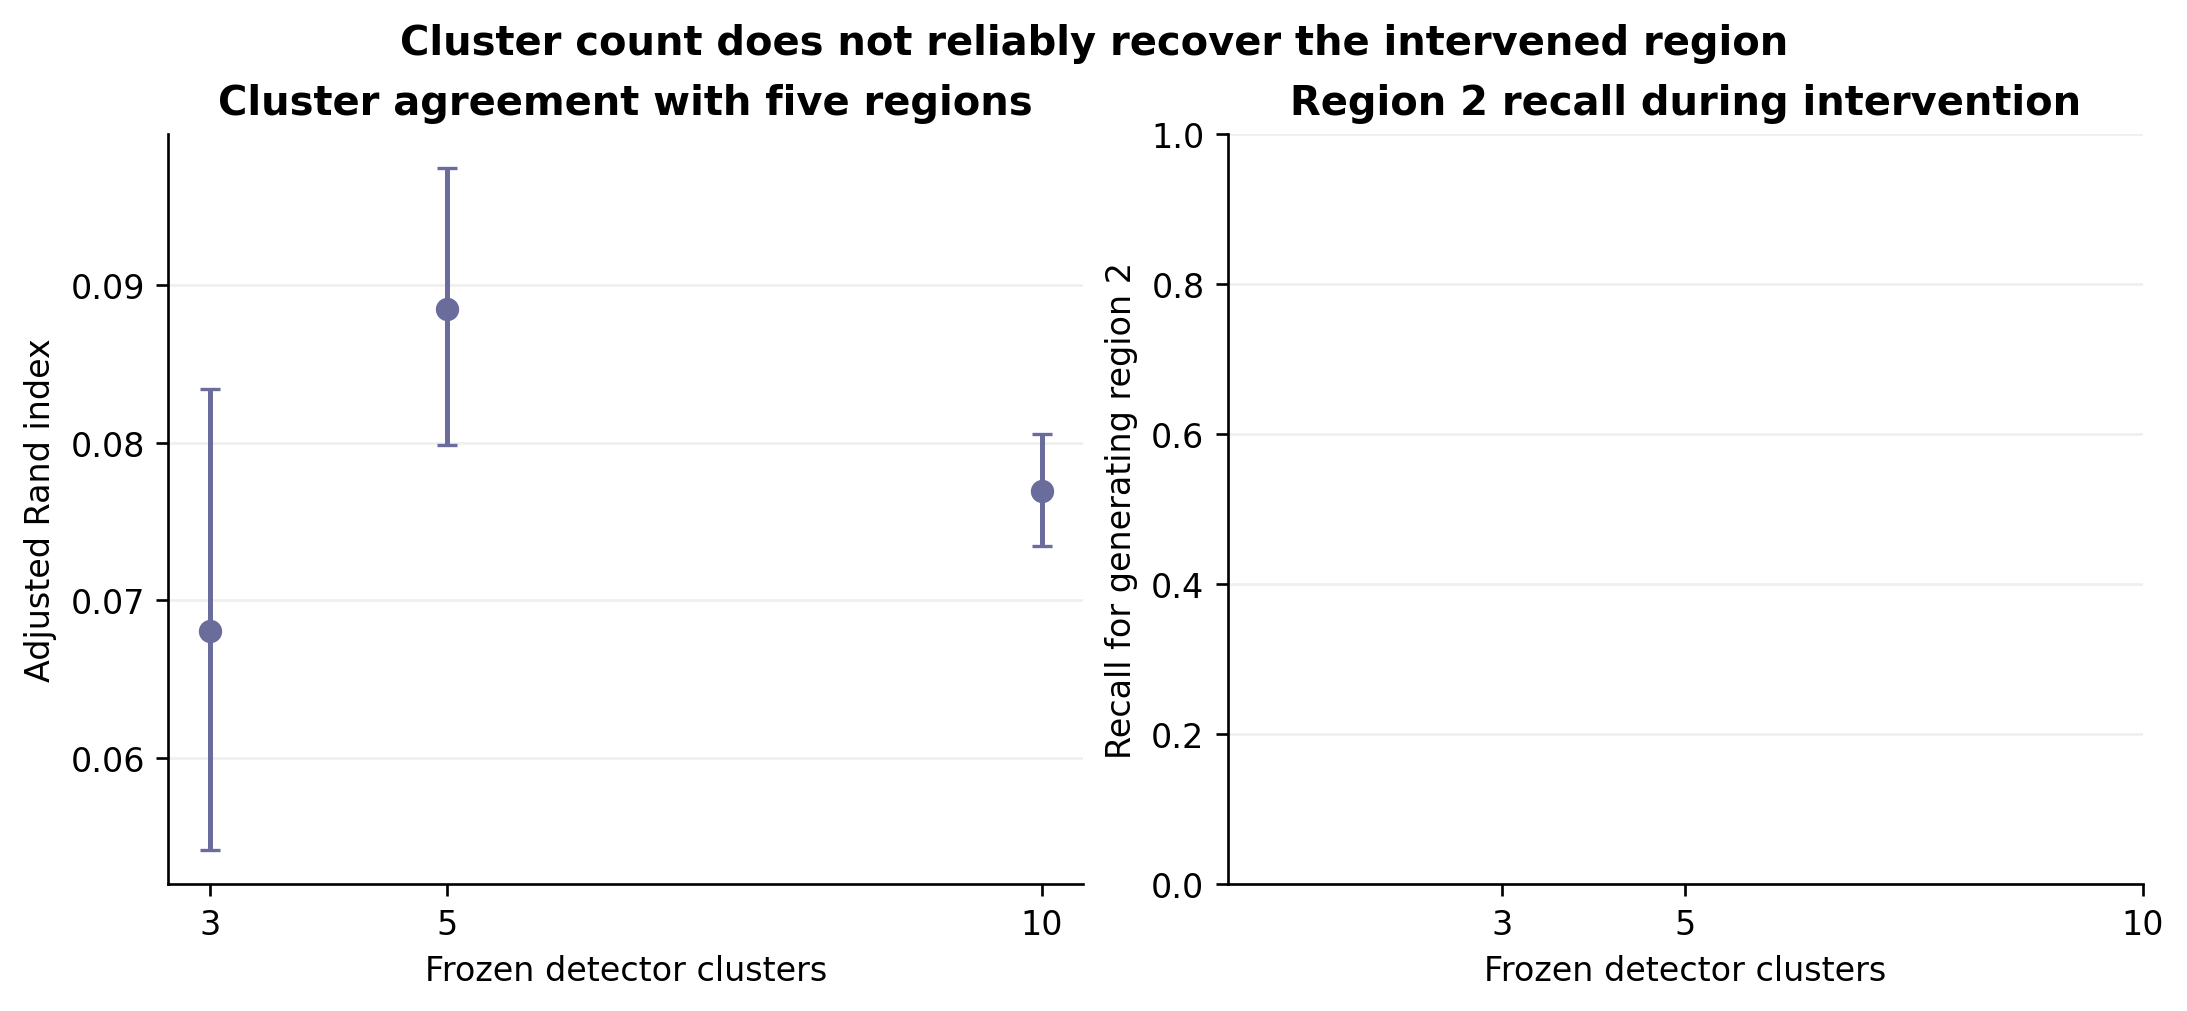 Cluster count does not reliably recover the intervened region
Cluster agreement with five regions
Adjusted Rand index
0.09
0.08
0.07
0.06
3 5 10
Frozen detector clusters
Region 2 recall during intervention
Recall for generating region 2
1.0
0.8
0.6
0.4
0.2
0.0
3 5 10
Frozen detector clusters